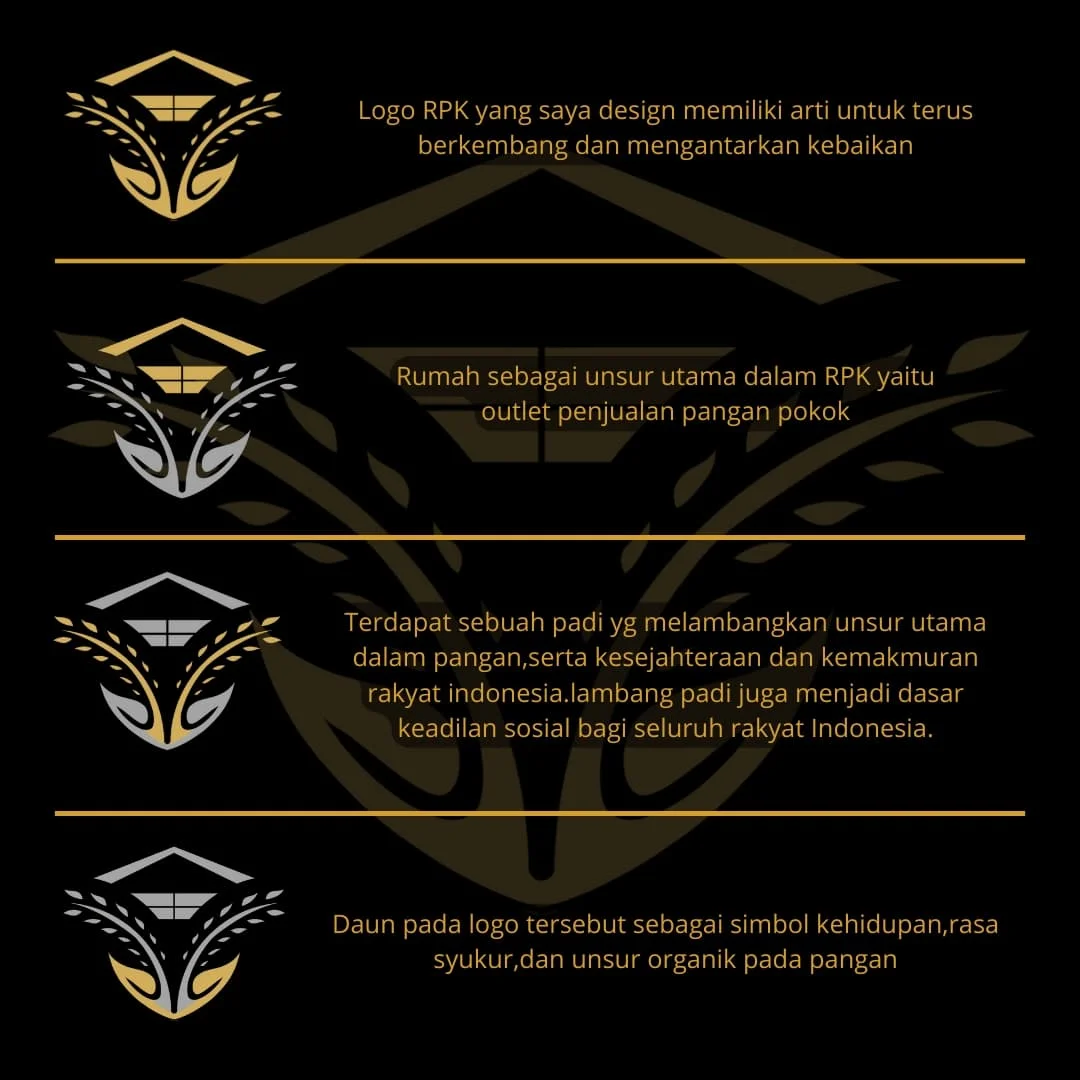 Logo RPK yang saya design memiliki arti untuk terus
berkembang dan mengantarkan kebaikan
Rumah sebagai unsur utama dalam RPK yaitu
outlet penjualan pangan pokok
Terdapat sebuah padi yg melambangkan unsur utama
dalam pangan,serta kesejahteraan dan kemakmuran
rakyat indonesia.lambang padi juga menjadi dasar
keadilan sosial bagi seluruh rakyat Indonesia.
Daun pada logo tersebut sebagai simbol kehidupan,rasa
syukur,dan unsur organik pada pangan